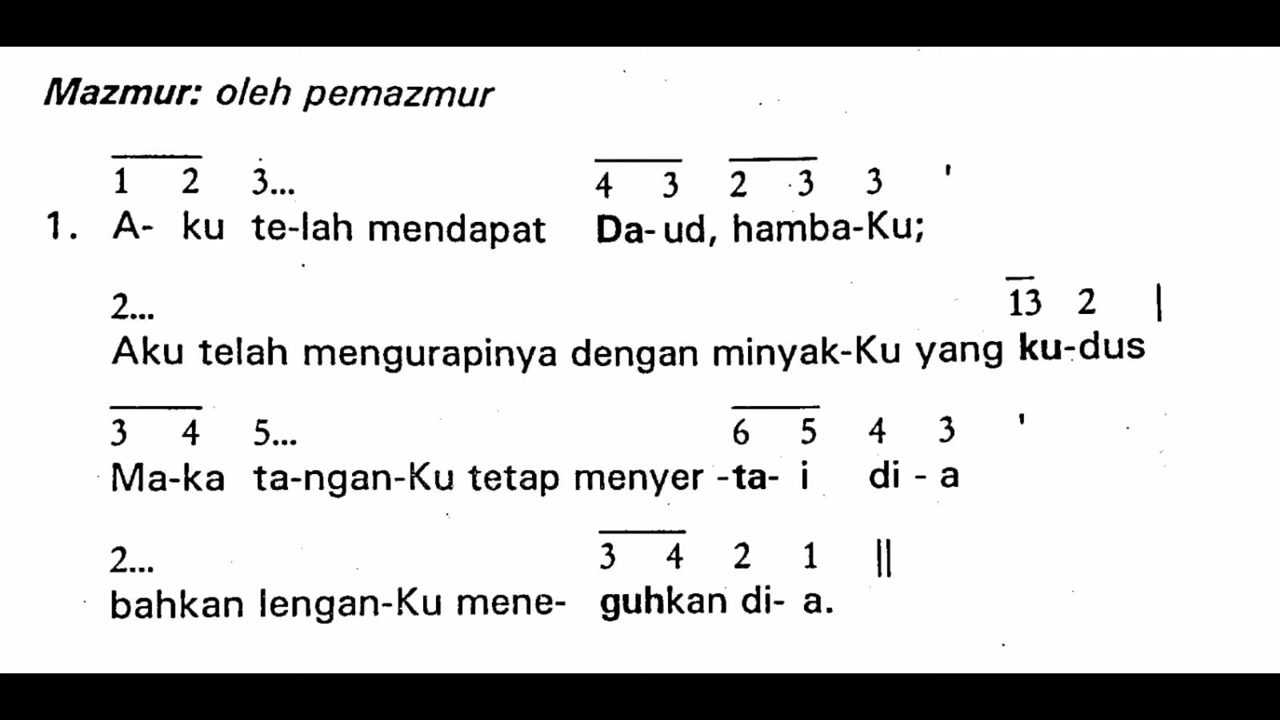 Mazmur: oleh pemazmur
1 2 3... 4 3 2 3 3 '
1. A- ku te-lah mendapat Da- ud, hamba-Ku;
2... 13 2 |
Aku telah mengurapinya dengan minyak-Ku yang ku-dus
3 4 5... 6 5 4 3 '
Ma-ka ta-ngan-Ku tetap menyer -ta- i di - a
2... 3 4 2 1 ||
bahkan lengan-Ku mene- guhkan di- a.